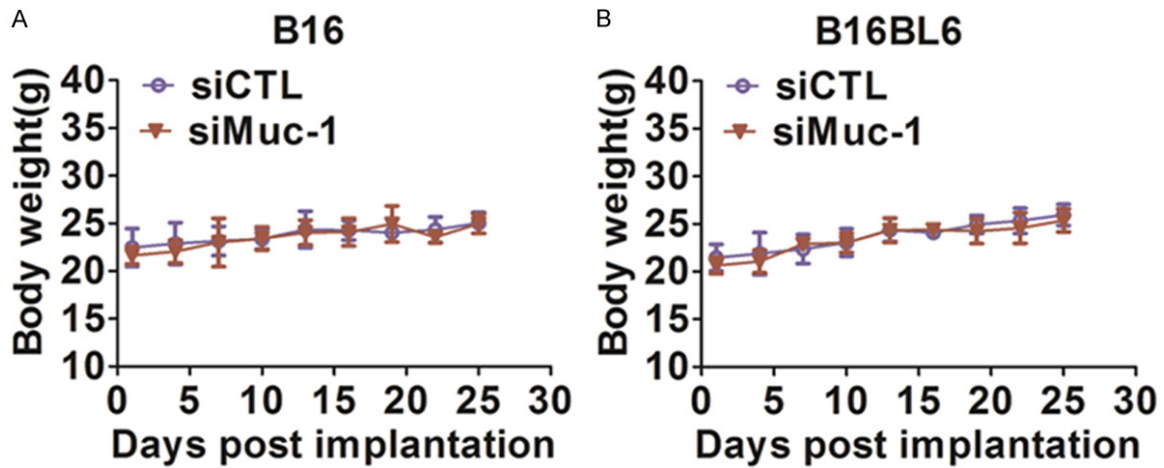 A
B16
Body weight(g)
40
35
30
25
20
15
10
siCTL
siMuc-1
0 5 10 15 20 25 30
Days post implantation
B
B16BL6
Body weight(g)
40
35
30
25
20
15
10
siCTL
siMuc-1
0 5 10 15 20 25 30
Days post implantation